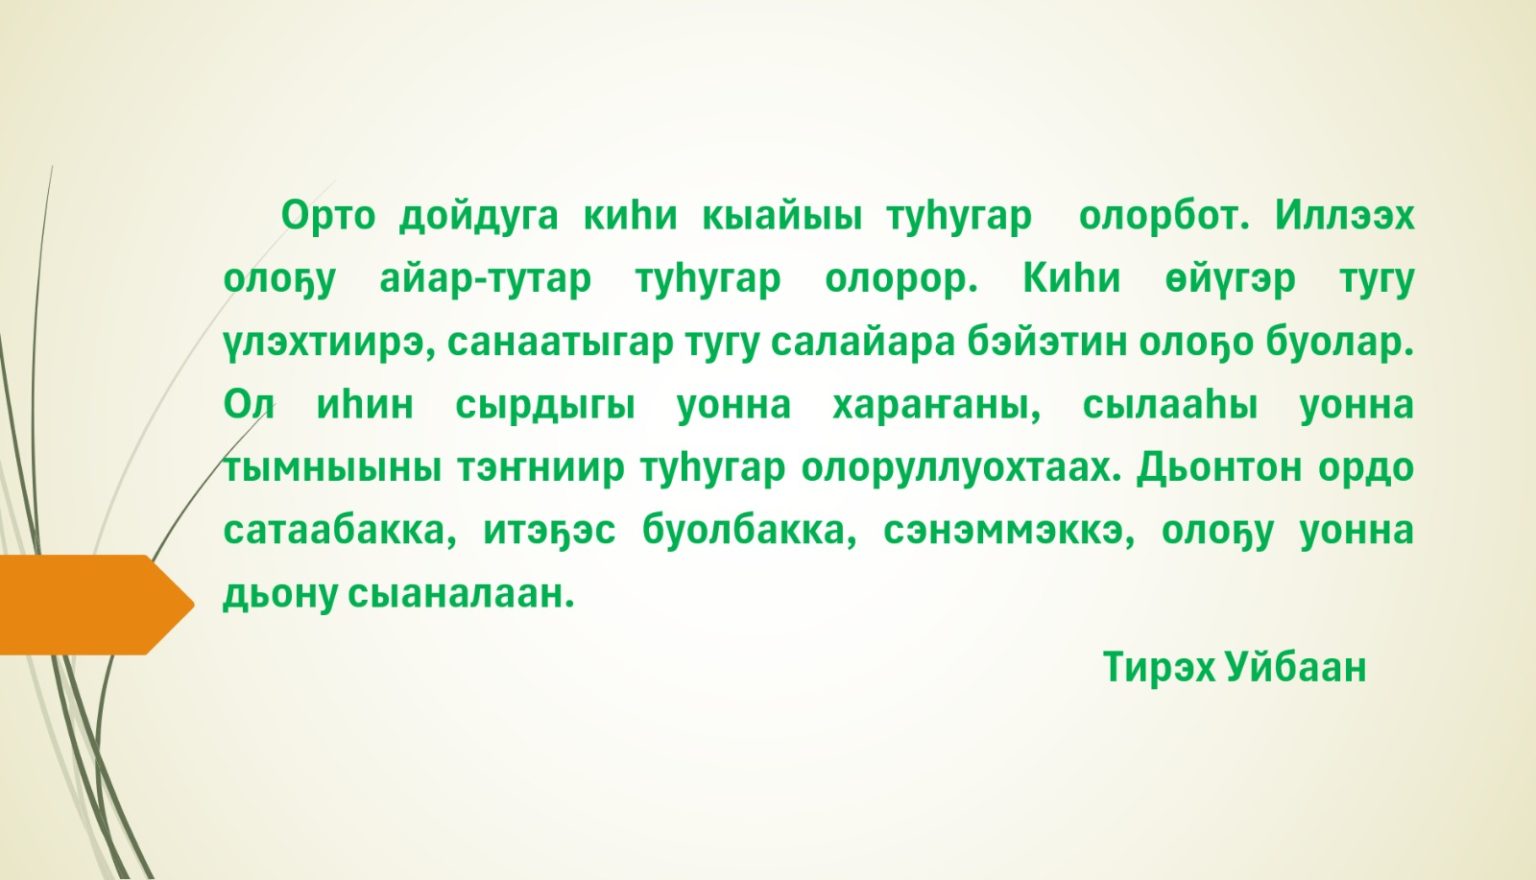 Орто дойдуга киһи кыайыы туһугар олорбот. Иллээх
олоҕу айар-тутар туһугар олорор. Киһи өйүгэр тугу
үлэхтиирэ, санаатыгар тугу салайара бэйэтин олоҕо буолар.
Ол иһин сырдыгы уонна хараҥаны, сылааһы уонна
тымныыны тэҥниир туһугар олоруллуохтаах. Дьонтон ордо
сатаабакка, итэҕэс буолбакка, сэнэммэккэ, олоҕу уонна
дьону сыаналаан.
Тирэх Уйбаан